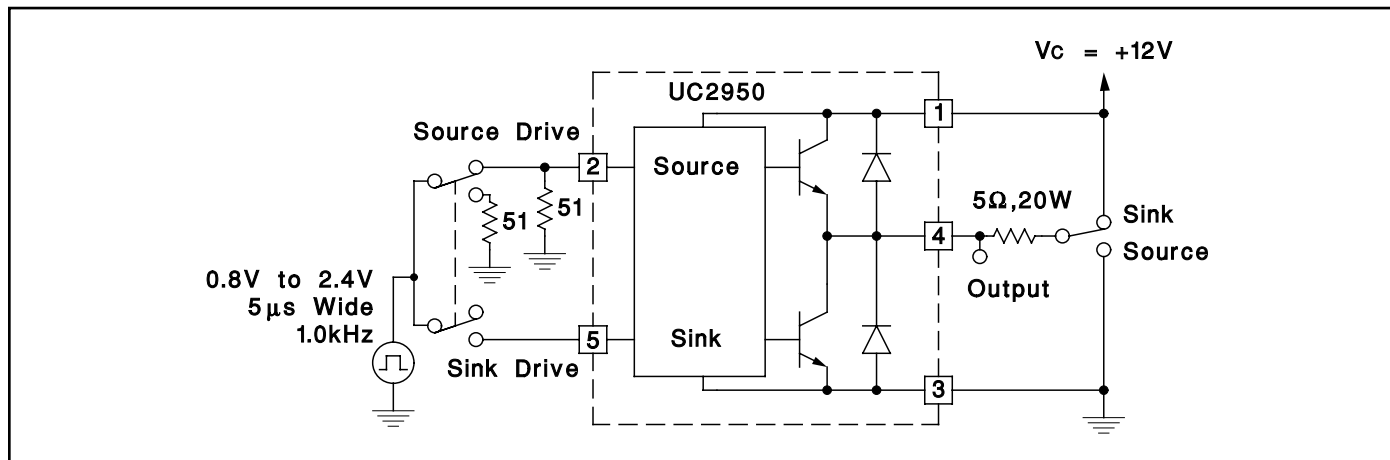 Vc = +12V
UC2950
1
Source Drive
2
Source
5Ω,20W
Sink
51
51
4
Source
0.8V to 2.4V
5µs Wide
1.0kHz
Output
5
Sink
Sink Drive
3